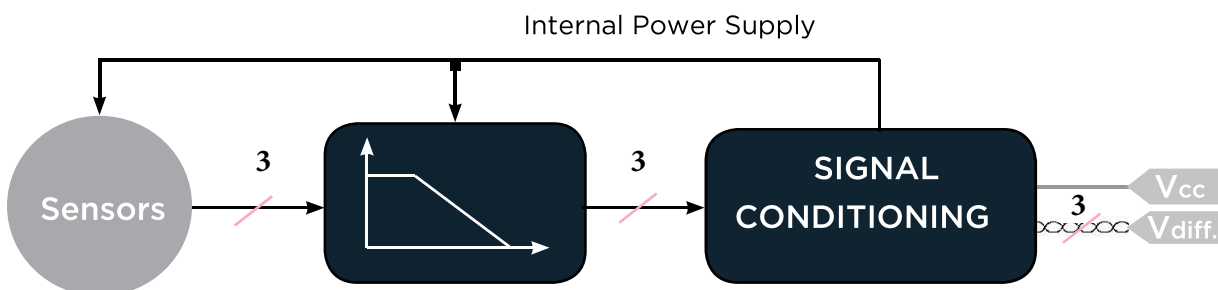 Internal Power Supply
Sensors
3
3
SIGNAL
CONDITIONING
Vcc
3
Vdiff.